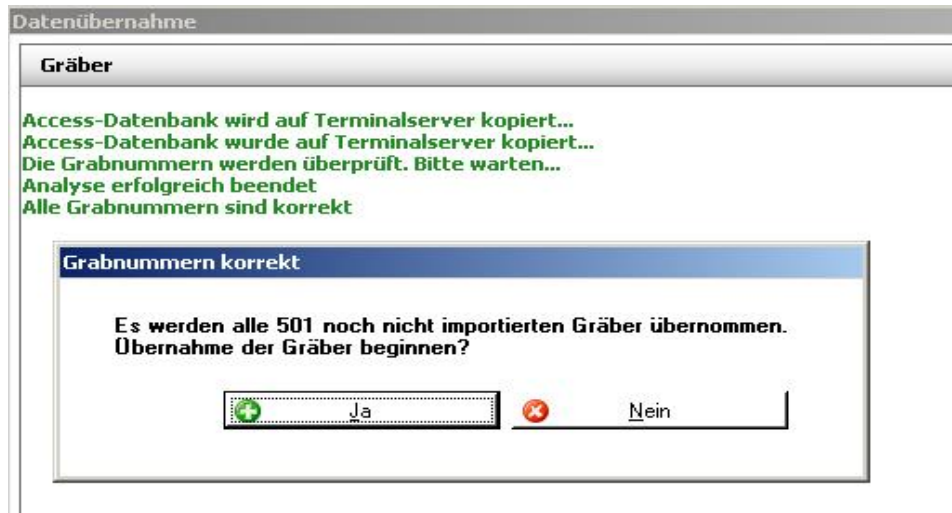 Datenübernahme
Gräber
Access-Datenbank wird auf Terminalserver kopiert...
Access-Datenbank wurde auf Terminalserver kopiert...
Die Grabnummern werden überprüft. Bitte warten...
Analyse erfolgreich beendet
Alle Grabnummern sind korrekt
Grabnummern korrekt
Es werden alle 501 noch nicht importierten Gräber übernommen.
Übernahme der Gräber beginnen?
Ja Nein